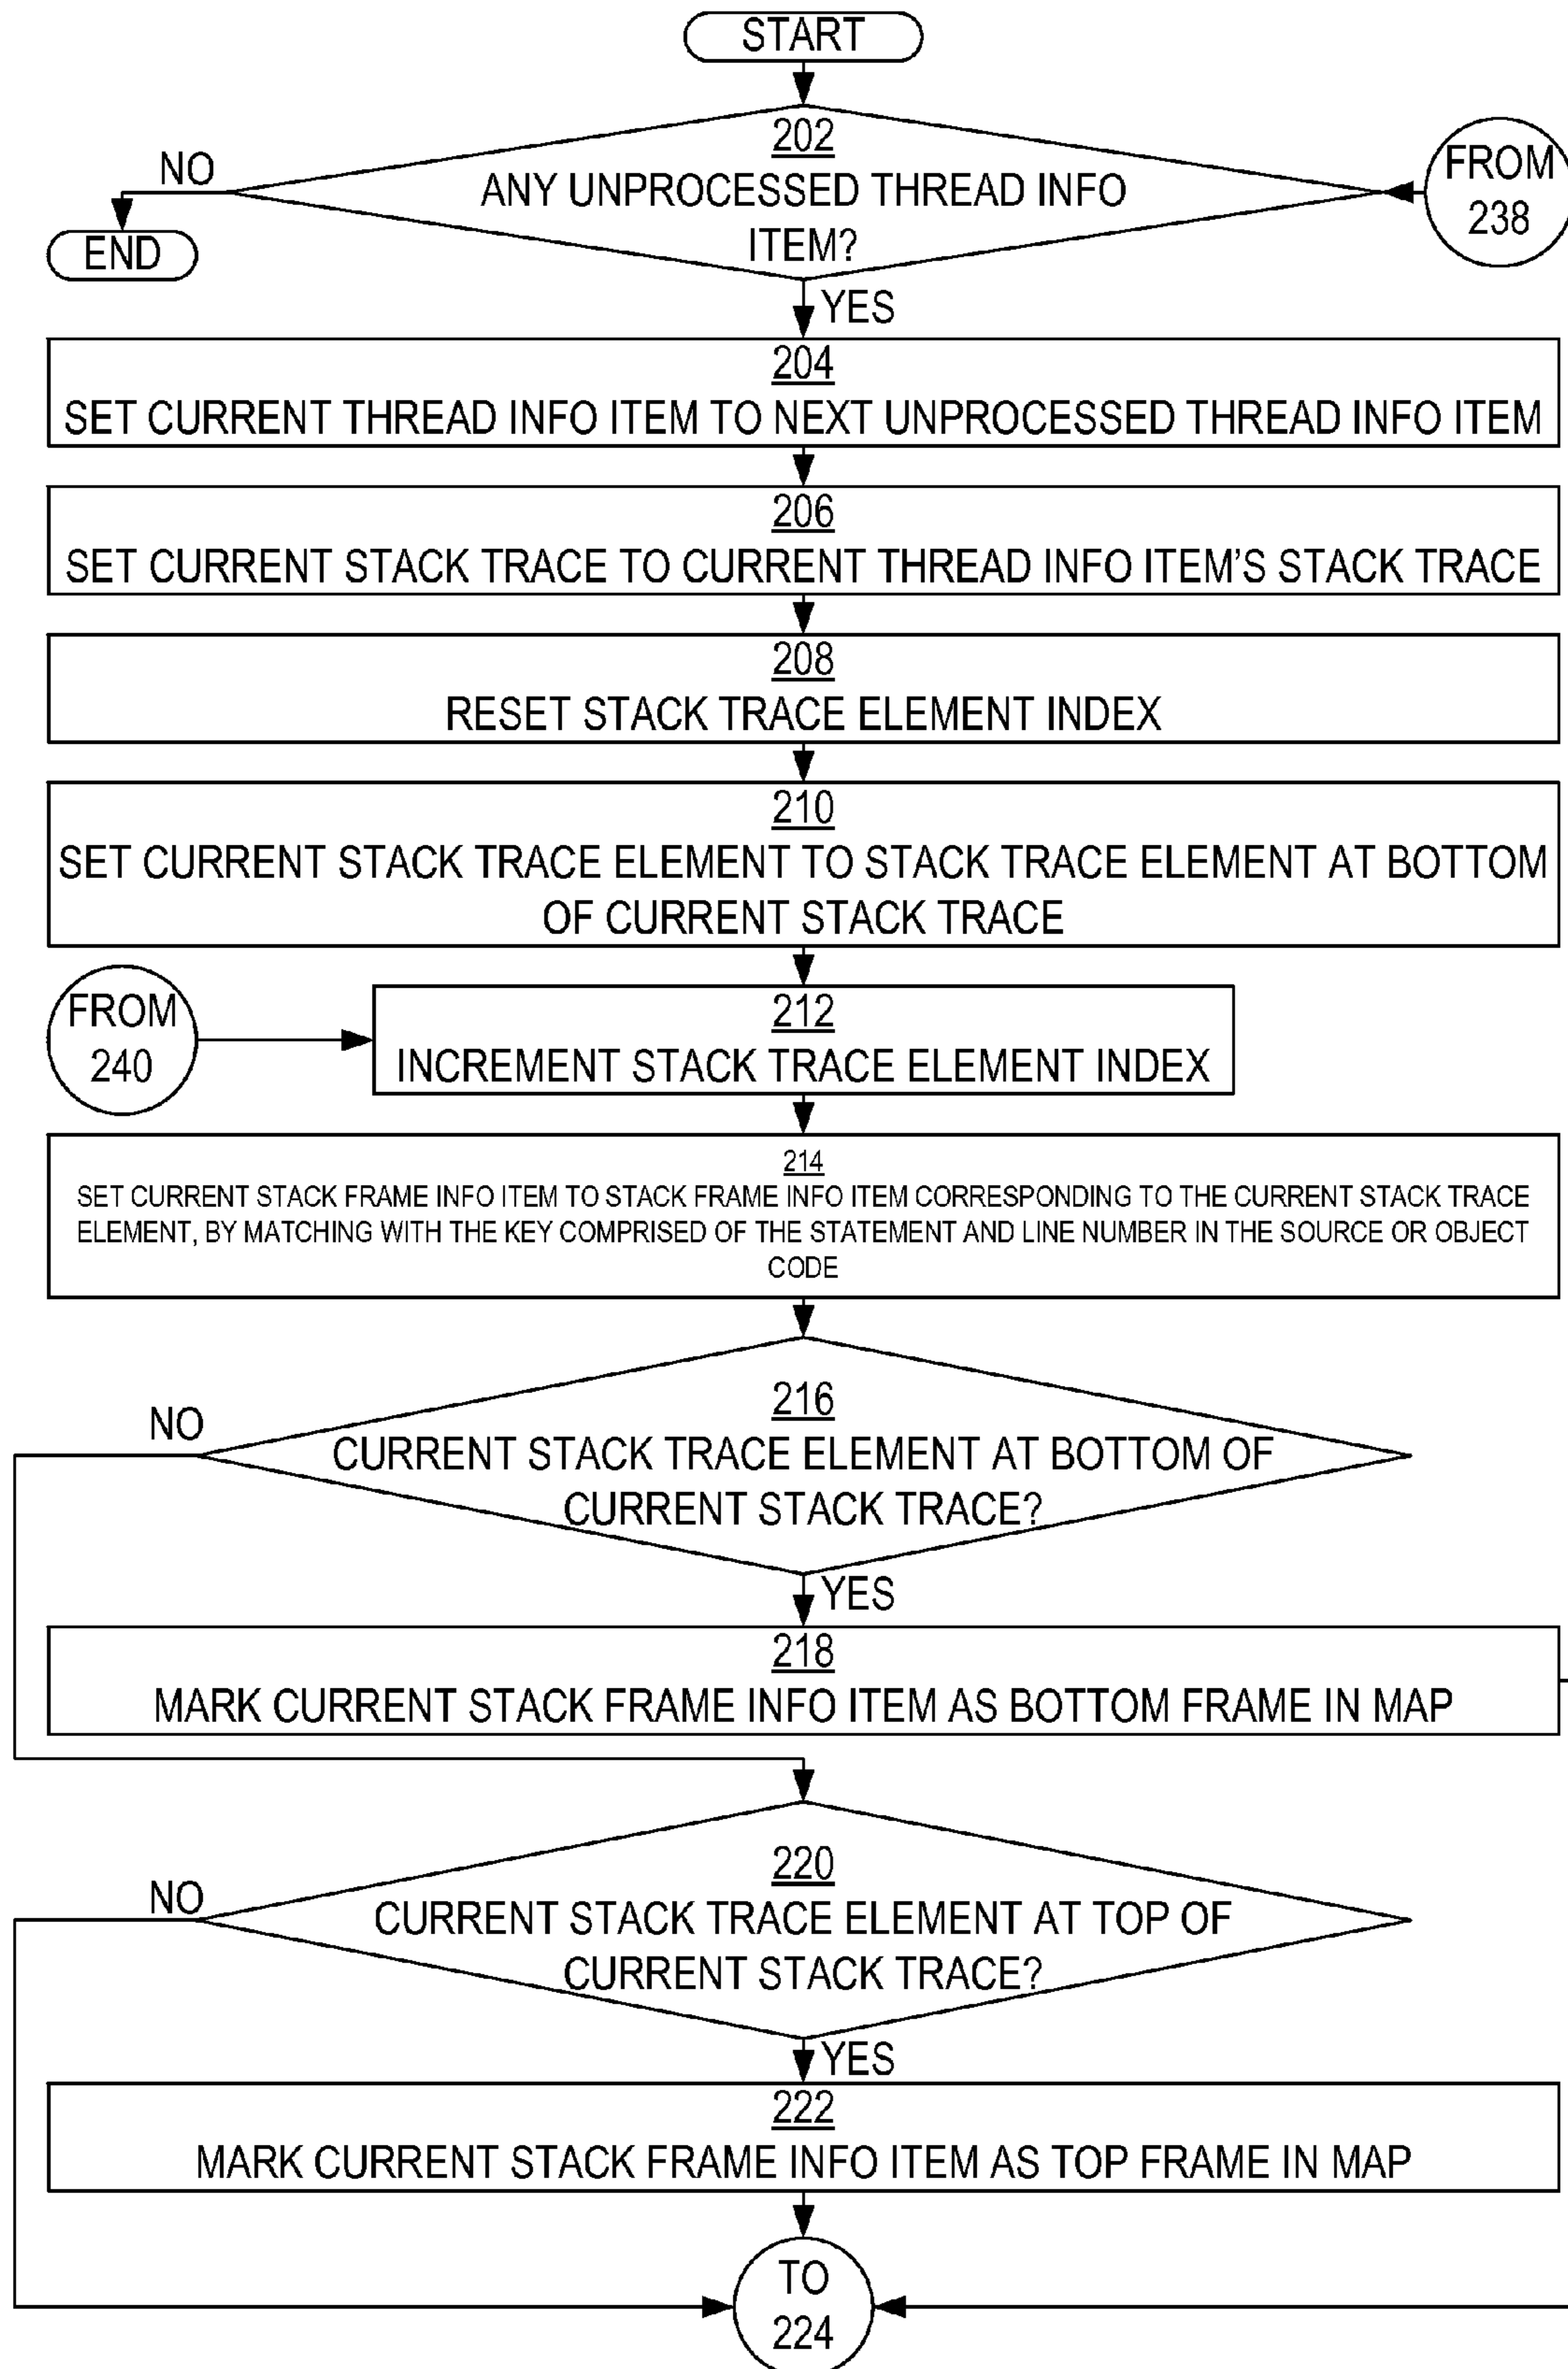 START
202
ANY UNPROCESSED THREAD INFO
ITEM?
NO
END
FROM
238
YES
204
SET CURRENT THREAD INFO ITEM TO NEXT UNPROCESSED THREAD INFO ITEM
206
SET CURRENT STACK TRACE TO CURRENT THREAD INFO ITEM'S STACK TRACE
208
RESET STACK TRACE ELEMENT INDEX
210
SET CURRENT STACK TRACE ELEMENT TO STACK TRACE ELEMENT AT BOTTOM
OF CURRENT STACK TRACE
FROM
240
212
INCREMENT STACK TRACE ELEMENT INDEX
214
SET CURRENT STACK FRAME INFO ITEM TO STACK FRAME INFO ITEM CORRESPONDING TO THE CURRENT STACK TRACE
ELEMENT, BY MATCHING WITH THE KEY COMPRISED OF THE STATEMENT AND LINE NUMBER IN THE SOURCE OR OBJECT
CODE
216
CURRENT STACK TRACE ELEMENT AT BOTTOM OF
CURRENT STACK TRACE?
NO
YES
218
MARK CURRENT STACK FRAME INFO ITEM AS BOTTOM FRAME IN MAP
220
CURRENT STACK TRACE ELEMENT AT TOP OF
CURRENT STACK TRACE?
NO
YES
222
MARK CURRENT STACK FRAME INFO ITEM AS TOP FRAME IN MAP
TO
224